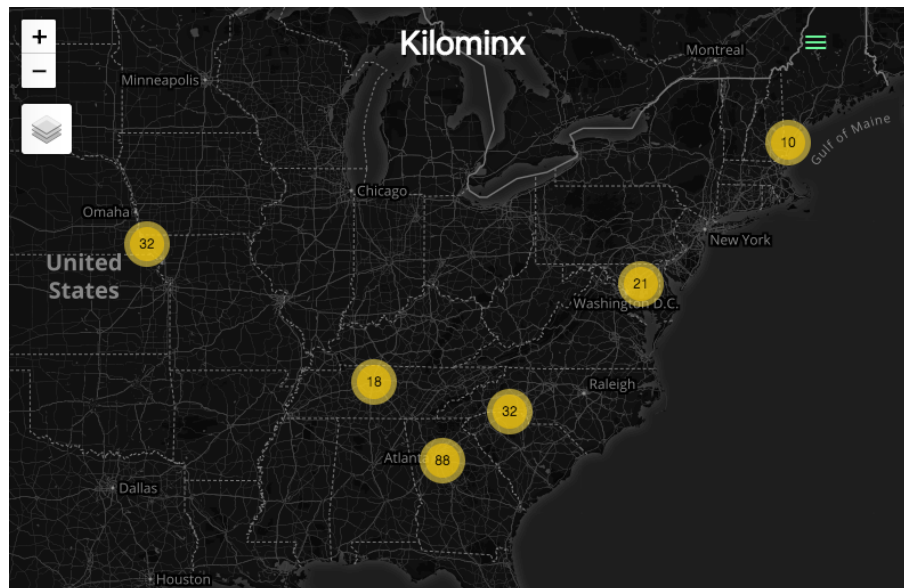 +
Kilominx
−
Montreal
Minneapolis
10
Gulf of Maine
Chicago
Omaha
32
New York
United
States
21
Washington D.C.
18
Raleigh
32
Atlanta
88
Dallas
Houston